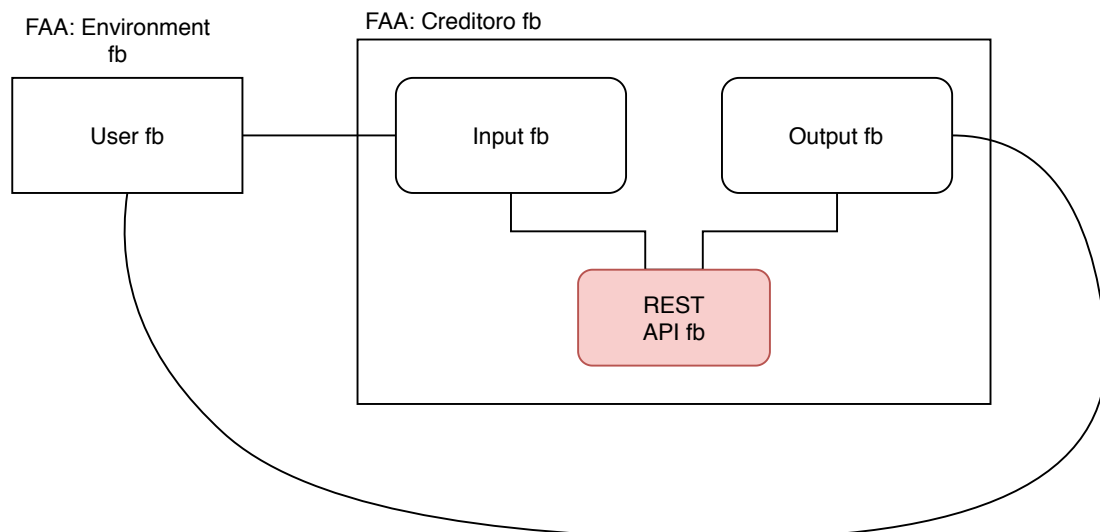 FAA: Environment
fb
FAA: Creditoro fb
User fb
Input fb
Output fb
REST
API fb